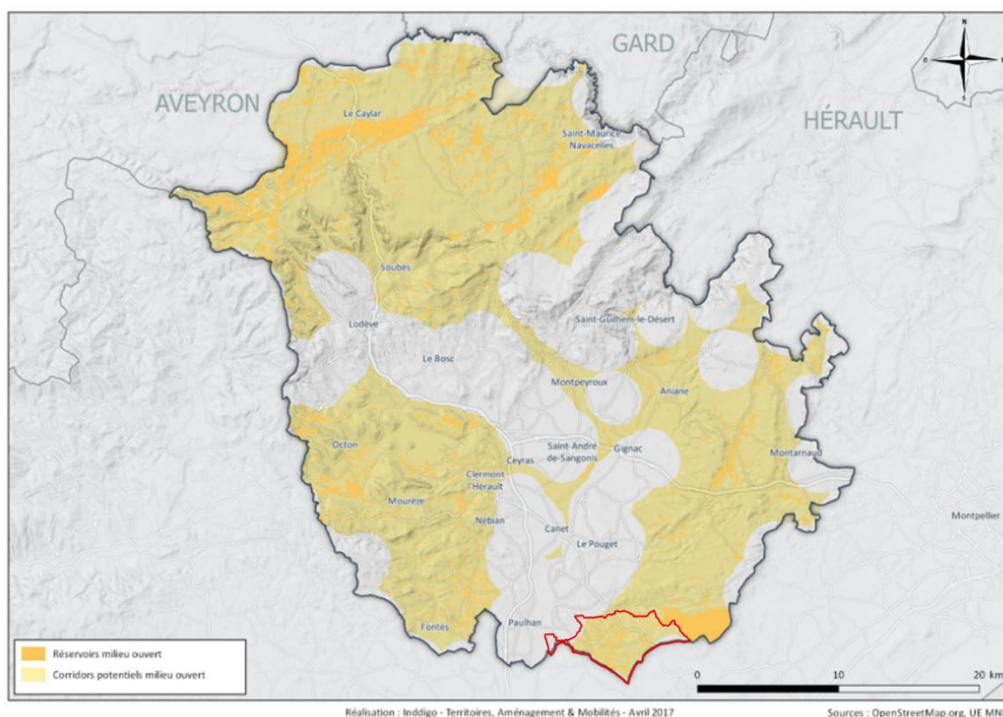 GARD
N
AVEYRON
O
E
HÉRAULT
S
Le Caylar
Saint-Maurice
Navacelles
Soubès
Saint-Guilhem-le-Désert
Lodève
Le Bosc
Montpeyroux
Aniane
Octon
Saint-André
de-Sangonis
Gignac
Montarnaud
Ceyras
Clermont
l'Hérault
Mourèze
Nébian
Montpellier
Canet
Le Pouget
Paulhan
Fontès
Réservoirs milieu ouvert
Corridors potentiels milieu ouvert
0 10 20 km
Réalisation : Inddigo - Territoires, Aménagement & Mobilités - Avril 2017
Sources : OpenStreetMap.org, UE